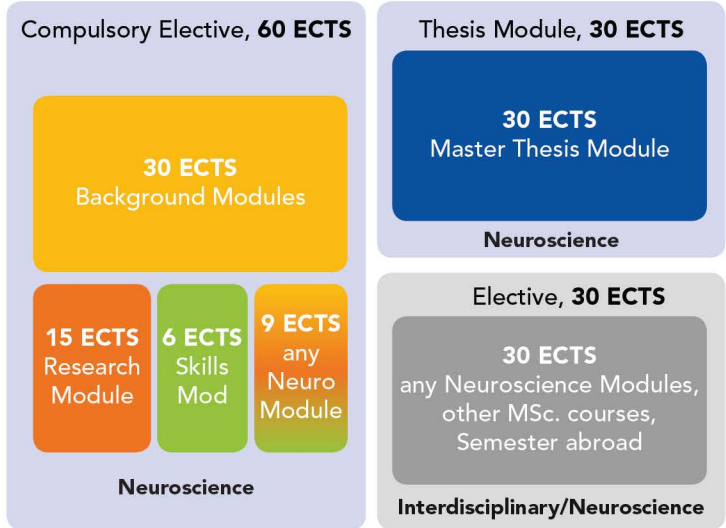 Compulsory Elective, 60 ECTS
30 ECTS
Background Modules
15 ECTS
Research
Module
6 ECTS
Skills
Mod
9 ECTS
any
Neuro
Module
Neuroscience
Thesis Module, 30 ECTS
30 ECTS
Master Thesis Module
Neuroscience
Elective, 30 ECTS
30 ECTS
any Neuroscience Modules,
other MSc. courses,
Semester abroad
Interdisciplinary/Neuroscience